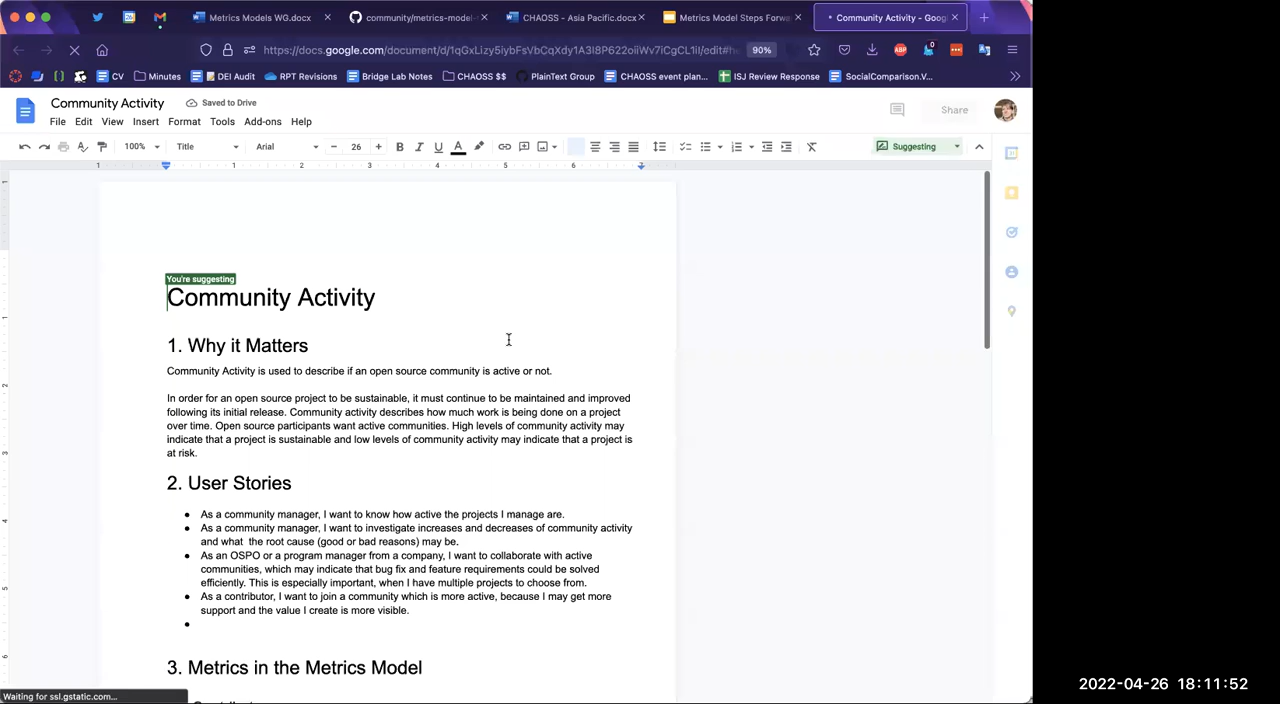 Metrics Models WG.docx
community/metrics-model-
CHAOSS - Asia Pacific.docx
Metrics Model Steps Forwa
Community Activity - Goog
https://docs.google.com/document/d/1qGxLizy5iybFsVbCqXdy1A3I8P622oiiWv7iCgCL1iI/edit#h
90%
CV
Minutes
DEI Audit
RPT Revisions
Bridge Lab Notes
CHAOSS $$
PlainText Group
CHAOSS event plan...
ISJ Review Response
SocialComparison.V...
Community Activity
Saved to Drive
File Edit View Insert Format Tools Add-ons Help
Share
100% Title Arial 26 B I U A
Suggesting
You're suggesting
Community Activity
1. Why it Matters
Community Activity is used to describe if an open source community is active or not.
In order for an open source project to be sustainable, it must continue to be maintained and improved
following its initial release. Community activity describes how much work is being done on a project
over time. Open source participants want active communities. High levels of community activity may
indicate that a project is sustainable and low levels of community activity may indicate that a project is
at risk.
2. User Stories
As a community manager, I want to know how active the projects I manage are.
As a community manager, I want to investigate increases and decreases of community activity
and what the root cause (good or bad reasons) may be.
As an OSPO or a program manager from a company, I want to collaborate with active
communities, which may indicate that bug fix and feature requirements could be solved
efficiently. This is especially important, when I have multiple projects to choose from.
As a contributor, I want to join a community which is more active, because I may get more
support and the value I create is more visible.
3. Metrics in the Metrics Model
Waiting for ssl.gstatic.com...
2022-04-26 18:11:52